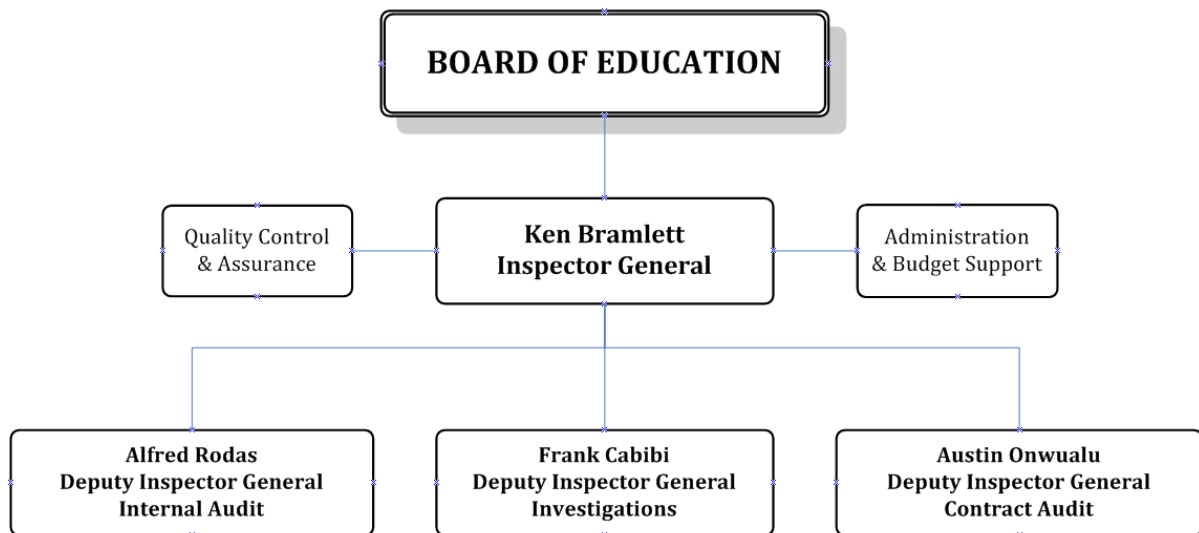 BOARD OF EDUCATION
Quality Control
& Assurance
Ken Bramlett
Inspector General
Administration
& Budget Support
Alfred Rodas
Deputy Inspector General
Internal Audit
Frank Cabibi
Deputy Inspector General
Investigations
Austin Onwualu
Deputy Inspector General
Contract Audit